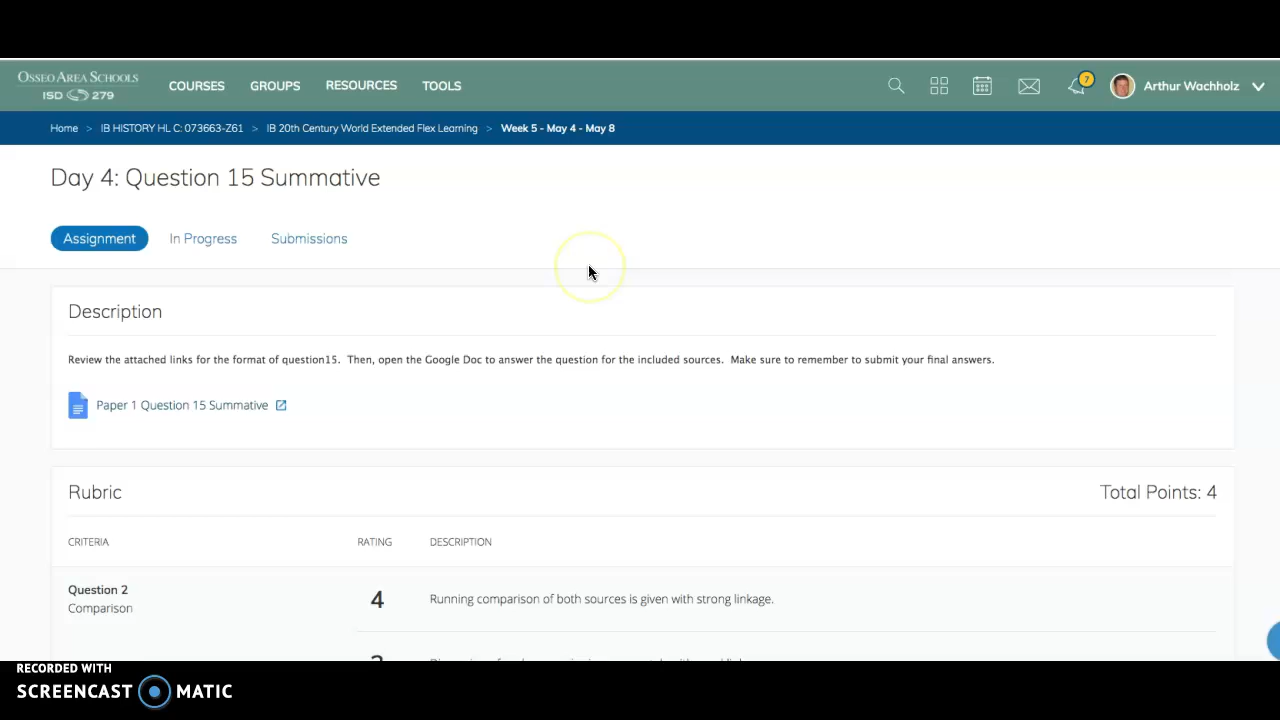 OSSEO AREA SCHOOLS
ISD 279
COURSES GROUPS RESOURCES TOOLS
7
Arthur Wachholz
Home > IB HISTORY HL C: 073663-Z61 > IB 20th Century World Extended Flex Learning > Week 5 - May 4 - May 8
Day 4: Question 15 Summative
Assignment In Progress Submissions
Description
Review the attached links for the format of question15. Then, open the Google Doc to answer the question for the included sources. Make sure to remember to submit your final answers.
Paper 1 Question 15 Summative
Rubric Total Points: 4
CRITERIA RATING DESCRIPTION
Question 2
Comparison
4 Running comparison of both sources is given with strong linkage.
RECORDED WITH
SCREENCAST MATIC